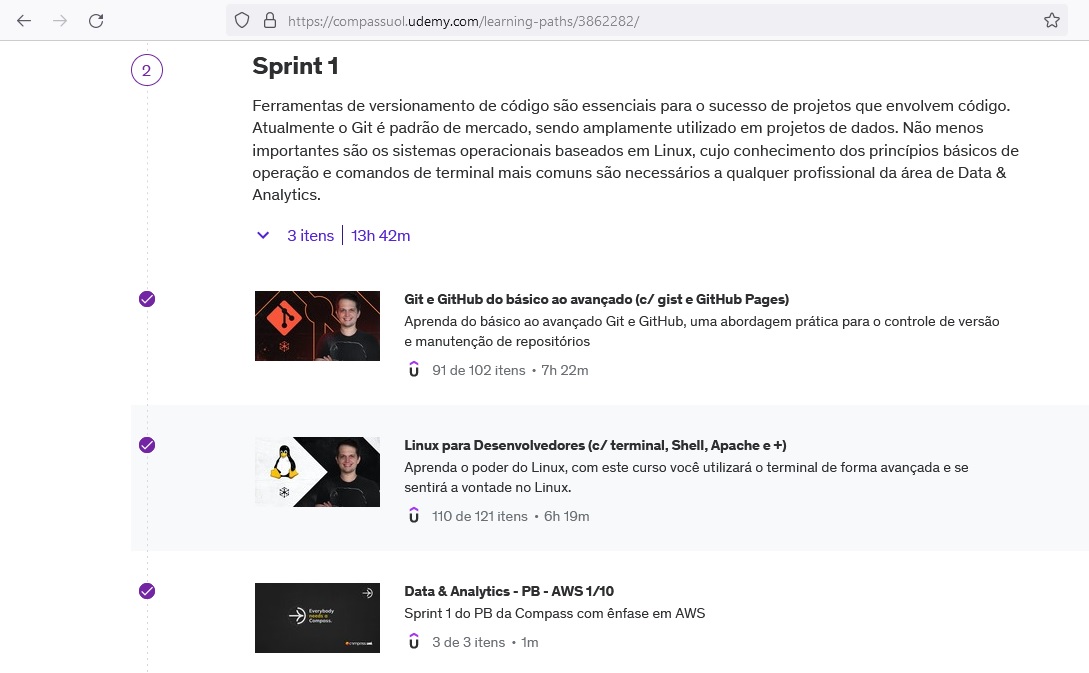 https://compassuol.udemy.com/learning-paths/3862282/
2
Sprint 1
Ferramentas de versionamento de código são essenciais para o sucesso de projetos que envolvem código.
Atualmente o Git é padrão de mercado, sendo amplamente utilizado em projetos de dados. Não menos
importantes são os sistemas operacionais baseados em Linux, cujo conhecimento dos princípios básicos de
operação e comandos de terminal mais comuns são necessários a qualquer profissional da área de Data &
Analytics.
3 itens | 13h 42m
Git e GitHub do básico ao avançado (c/ gist e GitHub Pages)
Aprenda do básico ao avançado Git e GitHub, uma abordagem prática para o controle de versão
e manutenção de repositórios
91 de 102 itens • 7h 22m
Linux para Desenvolvedores (c/ terminal, Shell, Apache e +)
Aprenda o poder do Linux, com este curso você utilizará o terminal de forma avançada e se
sentirá a vontade no Linux.
110 de 121 itens • 6h 19m
Everybody
needs a
Compass.
compass.uol
Data & Analytics - PB - AWS 1/10
Sprint 1 do PB da Compass com ênfase em AWS
3 de 3 itens • 1m